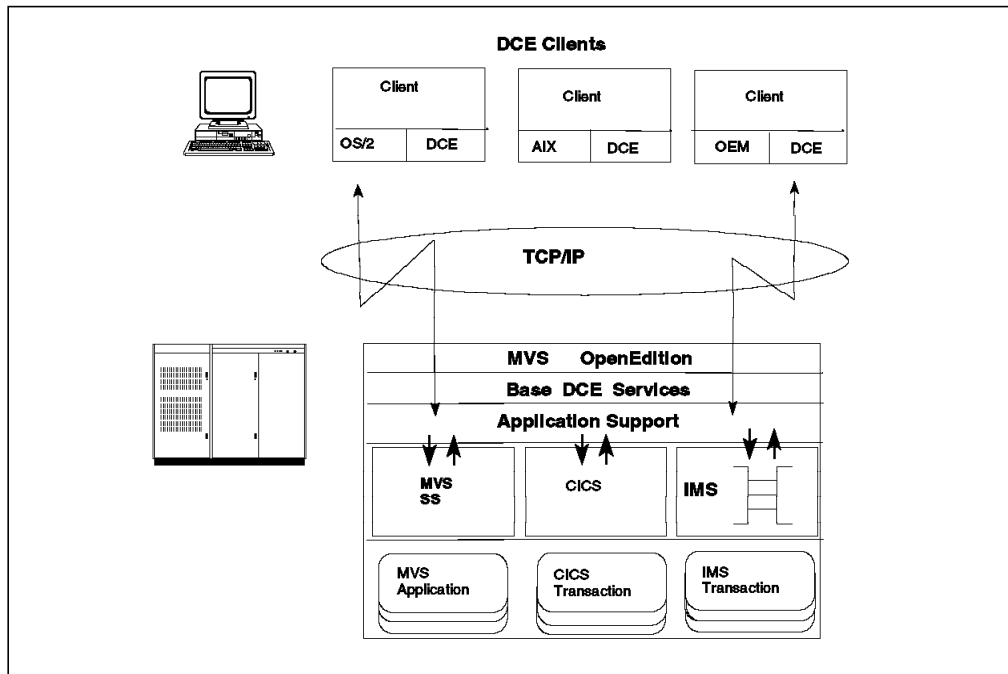 DCE Clients
Client
Client
Client
OS/2 DCE
AIX DCE
OEM DCE
TCP/IP
MVS OpenEdition
Base DCE Services
Application Support
MVS
SS
CICS
IMS
MVS
Application
CICS
Transaction
IMS
Transaction